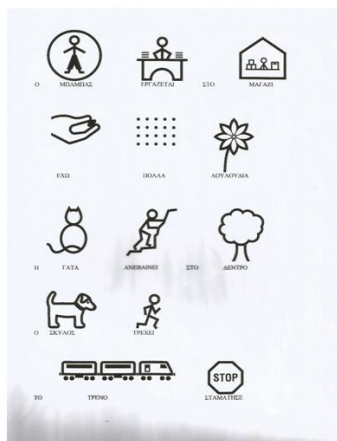 Ο ΜΠΑΜΠΑΣ ΕΡΓΑΖΕΤΑΙ ΣΤΟ ΜΑΓΑΖΙ
ΕΧΩ ΠΟΛΛΑ ΛΟΥΛΟΥΔΙΑ
Η ΓΑΤΑ ΑΝΕΒΑΙΝΕΙ ΣΤΟ ΔΕΝΤΡΟ
Ο ΣΚΥΛΟΣ ΤΡΕΧΕΙ
STOP
ΤΟ ΤΡΕΝΟ ΣΤΑΜΑΤΗΣΕ